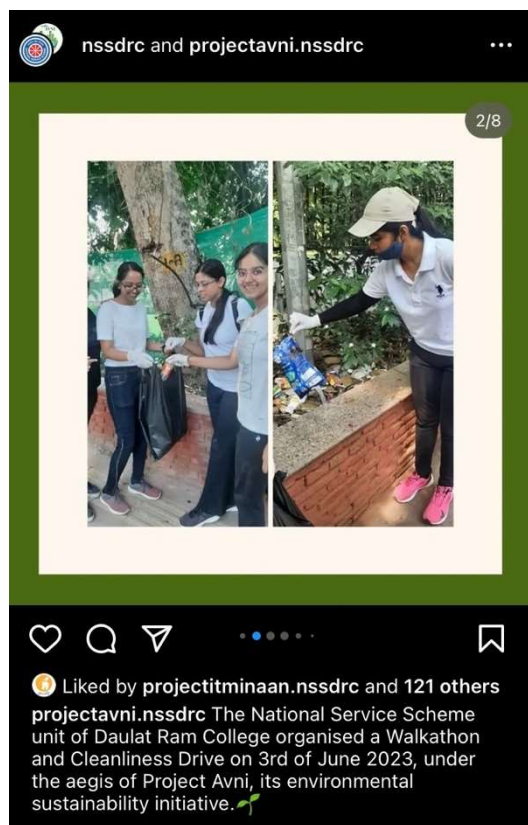 nssdrc and projectavni.nssdrc
2/8
Liked by projectitminaan.nssdrc and 121 others
projectavni.nssdrc The National Service Scheme
unit of Daulat Ram College organised a Walkathon
and Cleanliness Drive on 3rd of June 2023, under
the aegis of Project Avni, its environmental
sustainability initiative.🌱